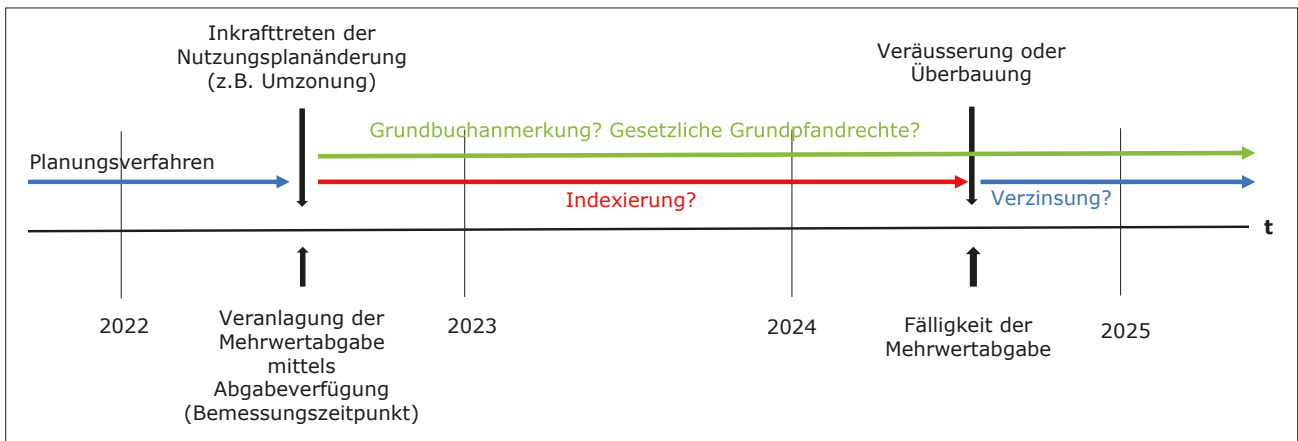 Inkrafttreten der
Nutzungsplanänderung
(z.B. Umzonung)
Veräusserung oder
Überbauung
Grundbuchanmerkung? Gesetzliche Grundpfandrechte?
Planungsverfahren
Indexierung?
Verzinsung?
t
2022
Veranlagung der
Mehrwertabgabe
mittels
Abgabeverfügung
(Bemessungszeitpunkt)
2023
2024
Fälligkeit der
Mehrwertabgabe
2025